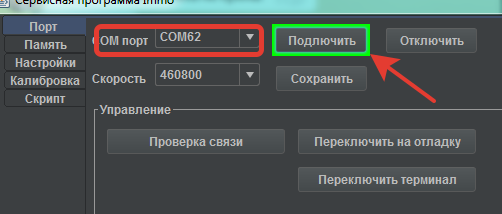 Сервисная программа Immo
Порт
COM порт COM62 Подлючить Отключить
Память
Настройки
Скорость 460800 Сохранить
Калибровка
Скрипт
Управление
Проверка связи Переключить на отладку
Переключить терминал